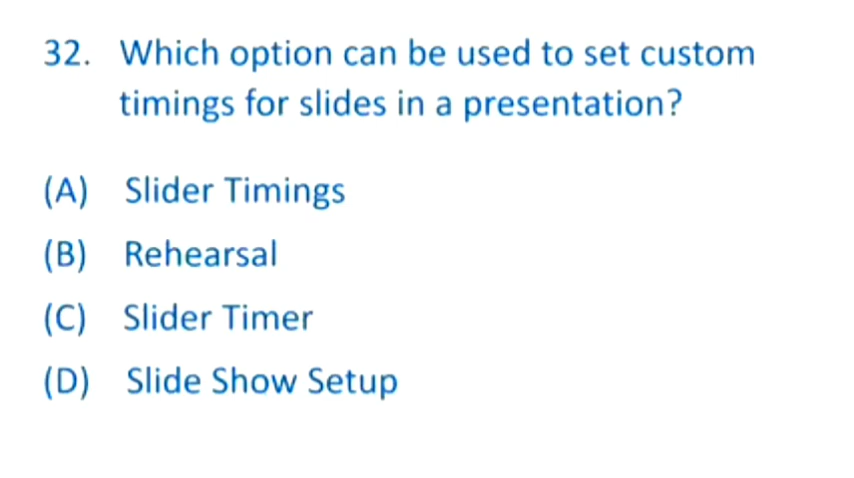 32. Which option can be used to set custom
timings for slides in a presentation?
(A) Slider Timings
(B) Rehearsal
(C) Slider Timer
(D) Slide Show Setup